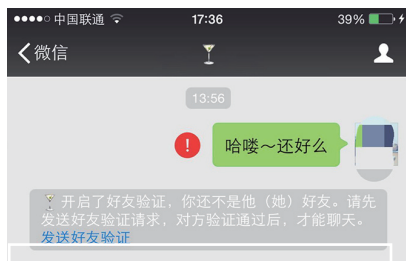 中国联通 17:36 39%
微信
13:56
哈喽～还好么
开启了好友验证，你还不是他（她）好友。请先
发送好友验证请求，对方验证通过后，才能聊天。
发送好友验证